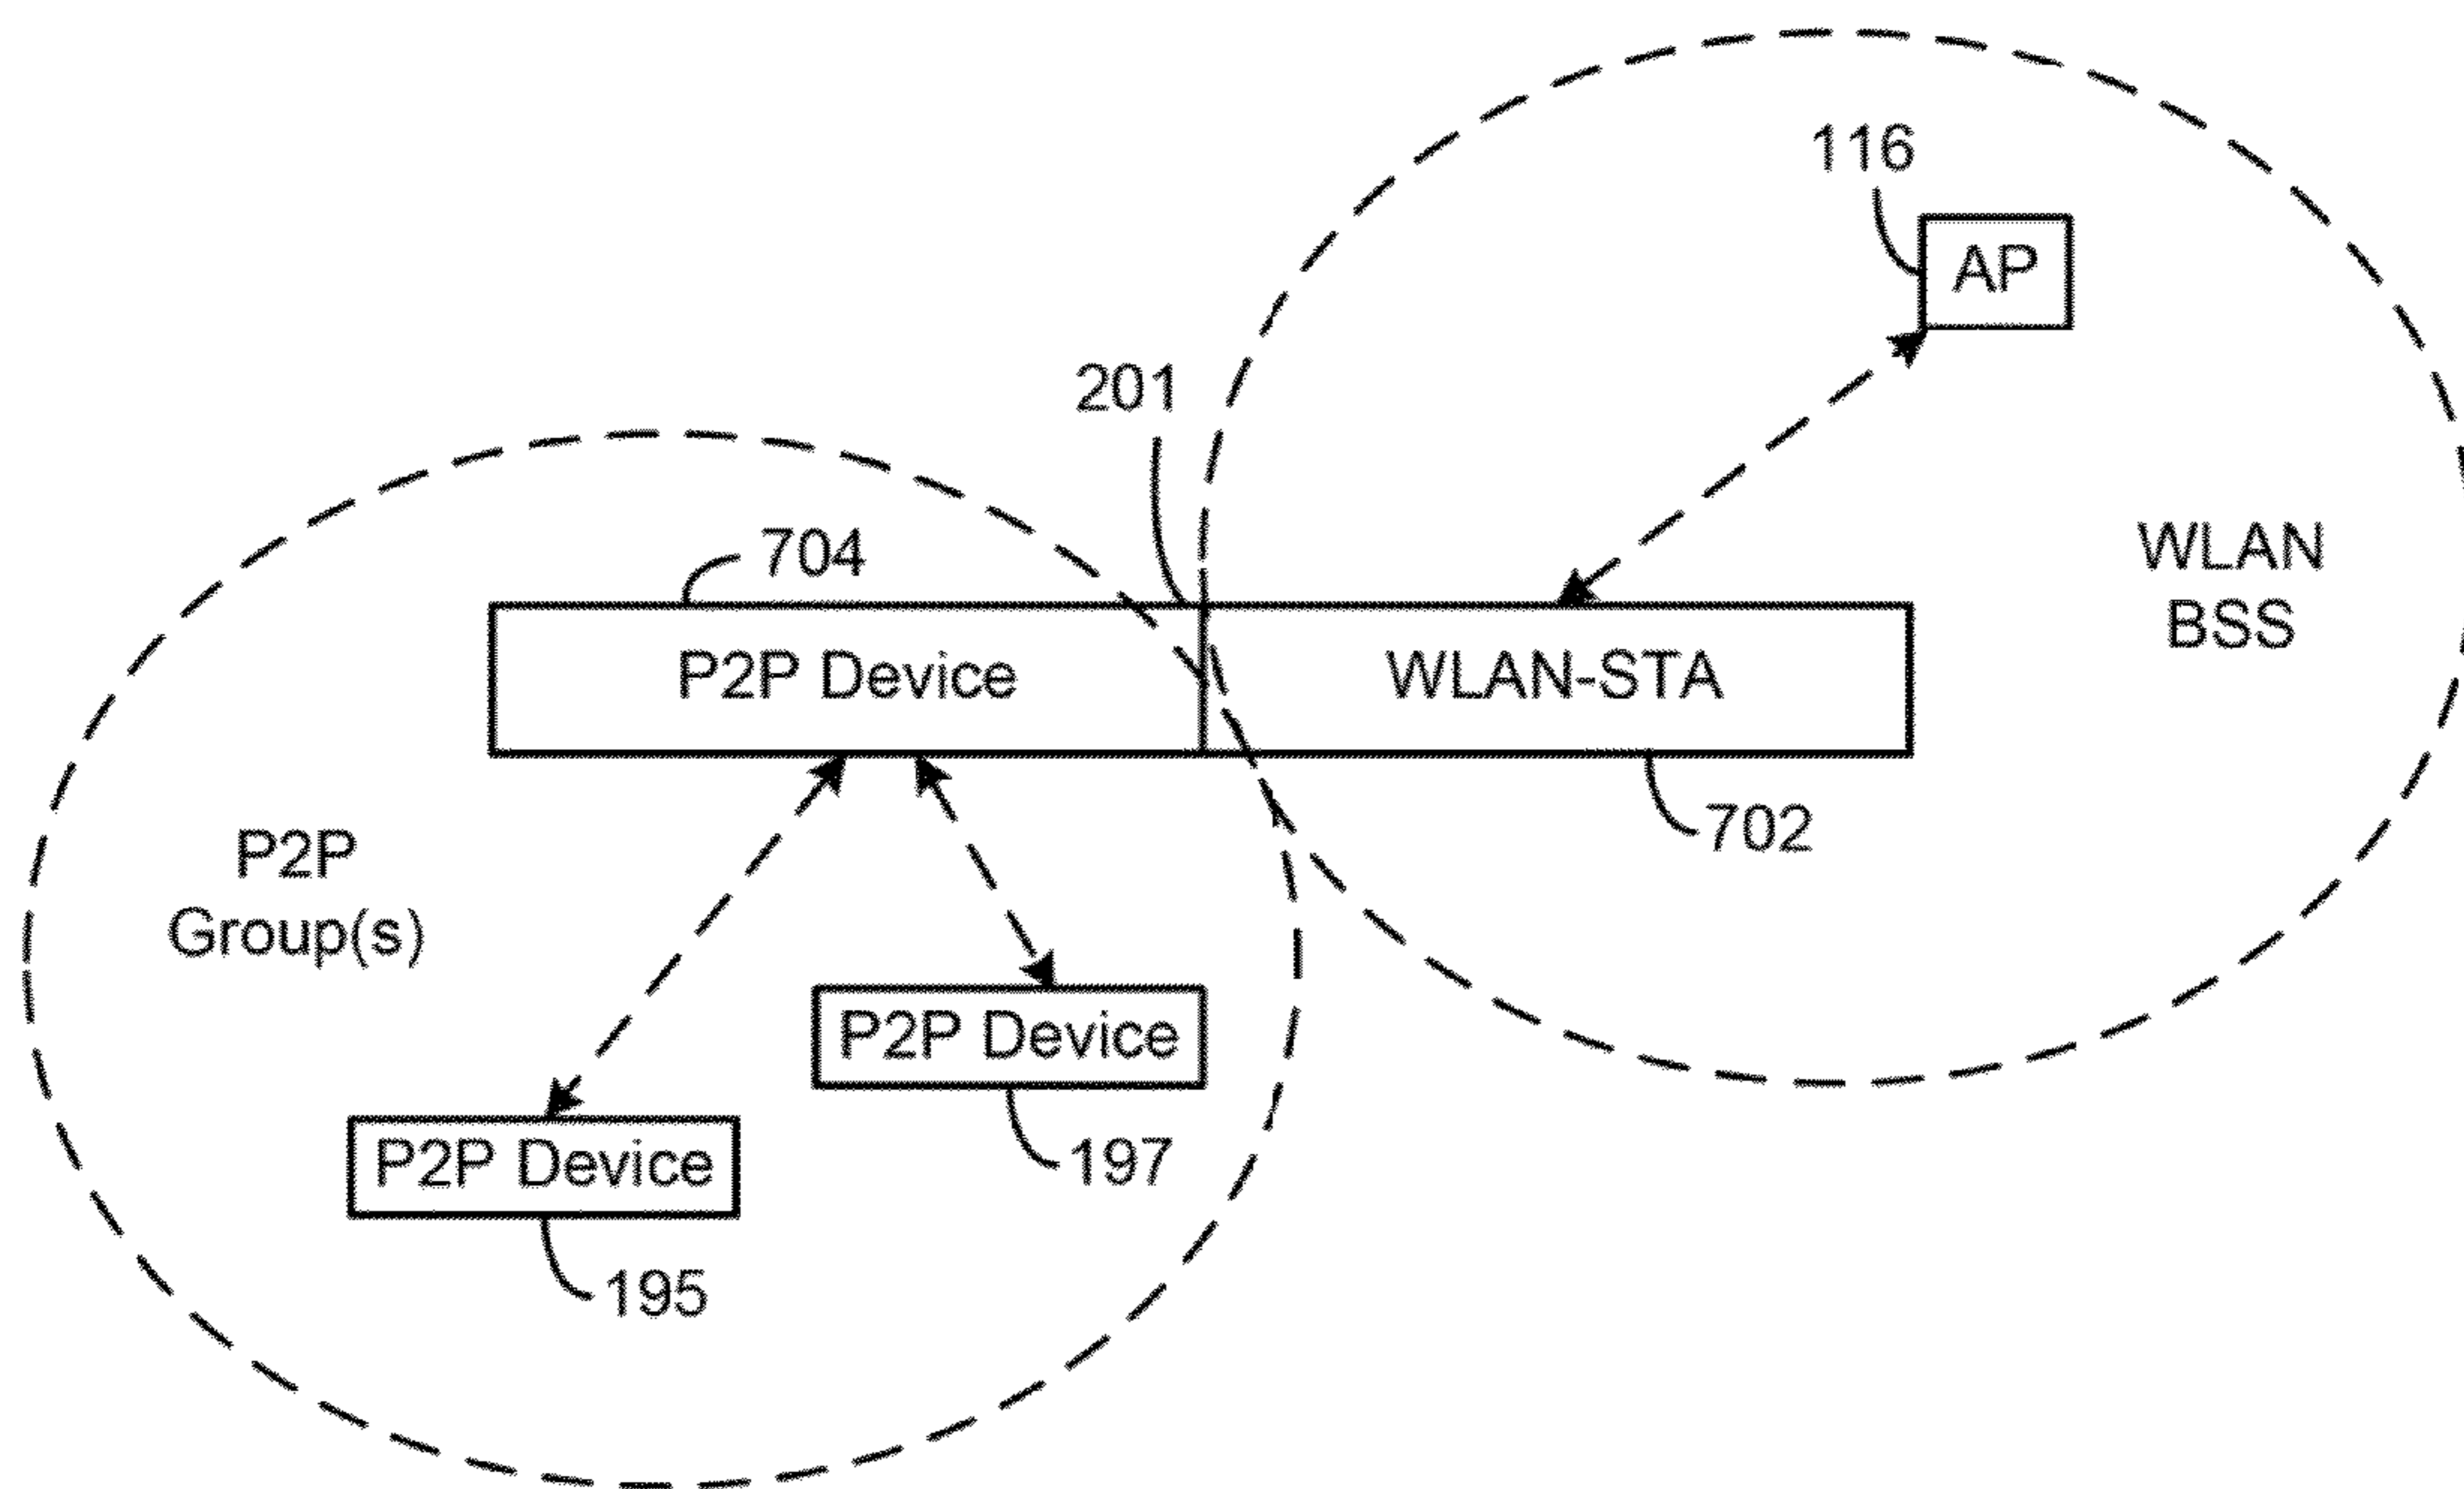 116
AP
201
WLAN
BSS
704
P2P Device
WLAN-STA
702
P2P
Group(s)
P2P Device
197
P2P Device
195